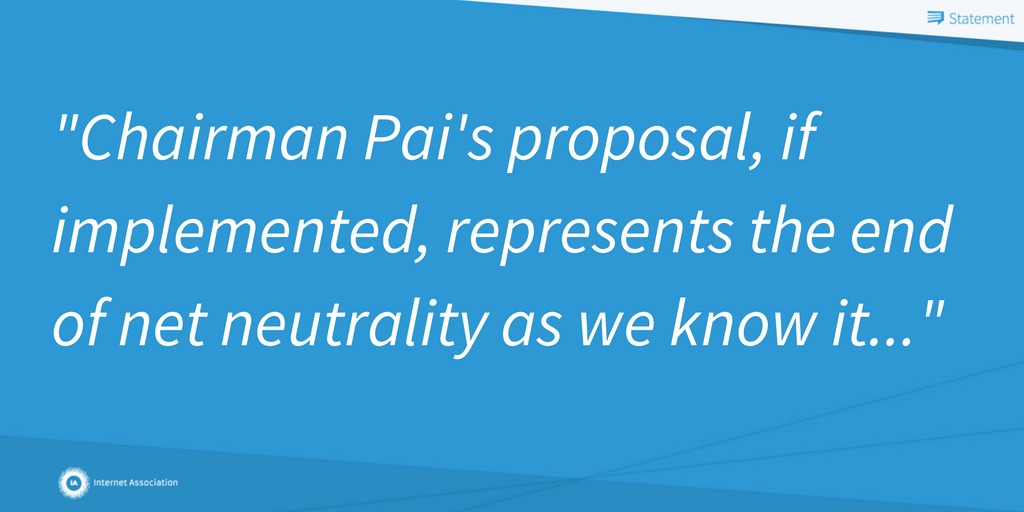 Statement
"Chairman Pai's proposal, if
implemented, represents the end
of net neutrality as we know it..."
IA
Internet Association